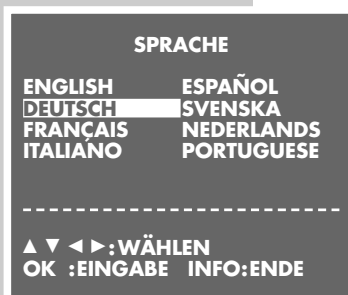 SPRACHE
ENGLISH ESPAÑOL
DEUTSCH SVENSKA
FRANÇAIS NEDERLANDS
ITALIANO PORTUGUESE
▲ ▼ ◄ ►:WÄHLEN
OK :EINGABE INFO:ENDE